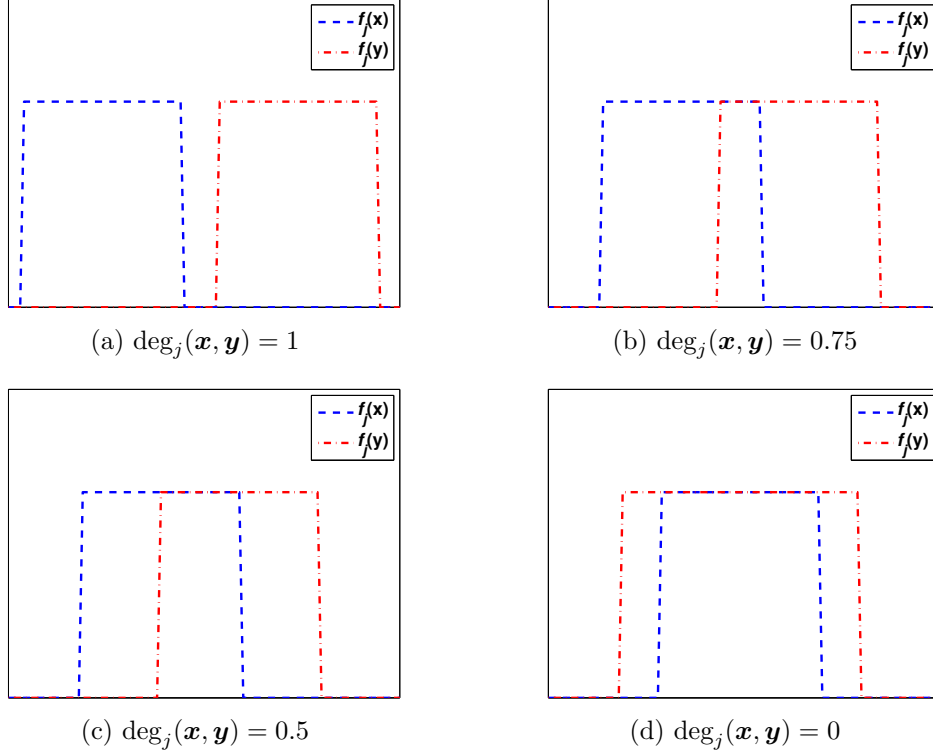 f_j(x)
f_j(y)
f_j(x)
f_j(y)
(a) deg_j(x, y) = 1
(b) deg_j(x, y) = 0.75
f_j(x)
f_j(y)
f_j(x)
f_j(y)
(c) deg_j(x, y) = 0.5
(d) deg_j(x, y) = 0